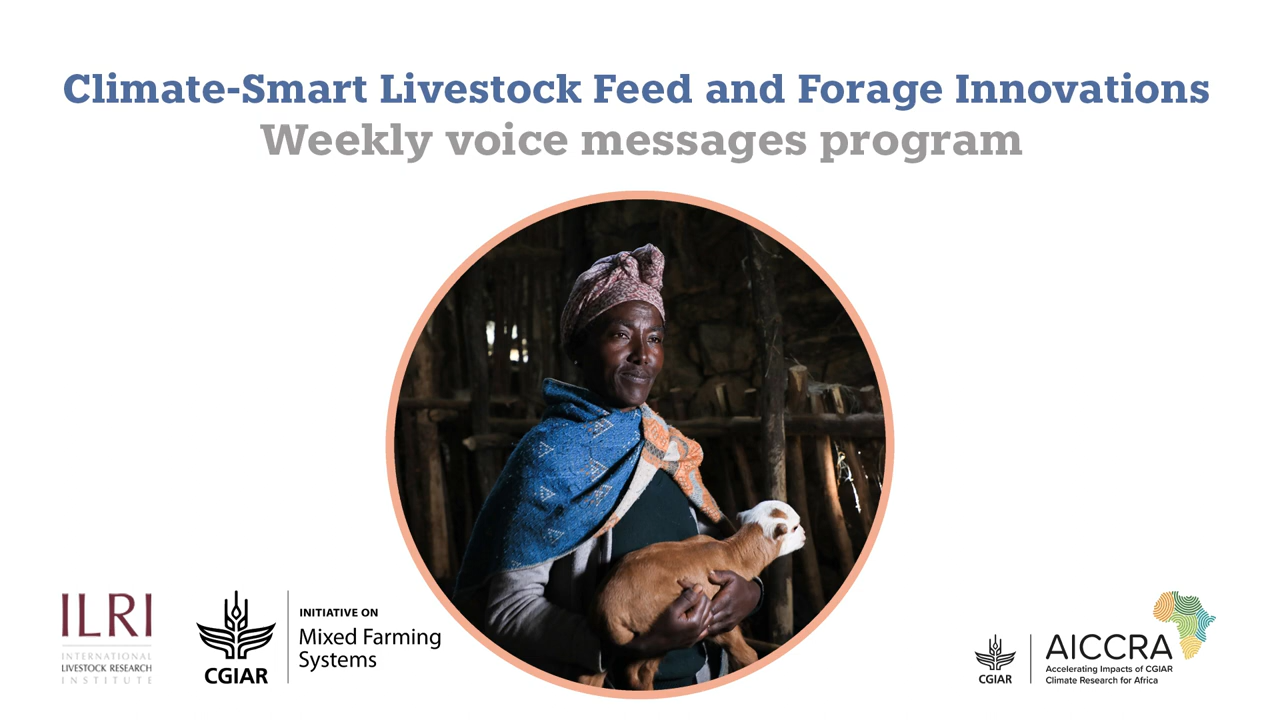 Climate-Smart Livestock Feed and Forage Innovations
Weekly voice messages program
ILRI
INTERNATIONAL
LIVESTOCK RESEARCH
INSTITUTE
CGIAR
INITIATIVE ON
Mixed Farming
Systems
CGIAR
AICCRA
Accelerating Impacts of CGIAR
Climate Research for Africa